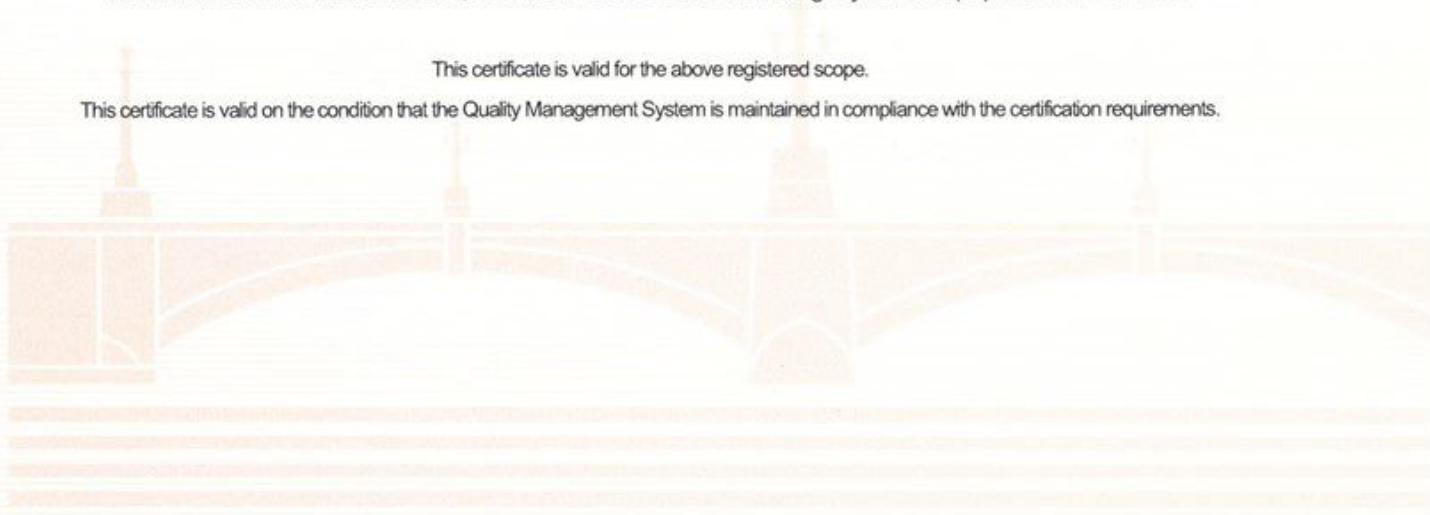 This certificate is valid for the above registered scope.
This certificate is valid on the condition that the Quality Management System is maintained in compliance with the certification requirements.